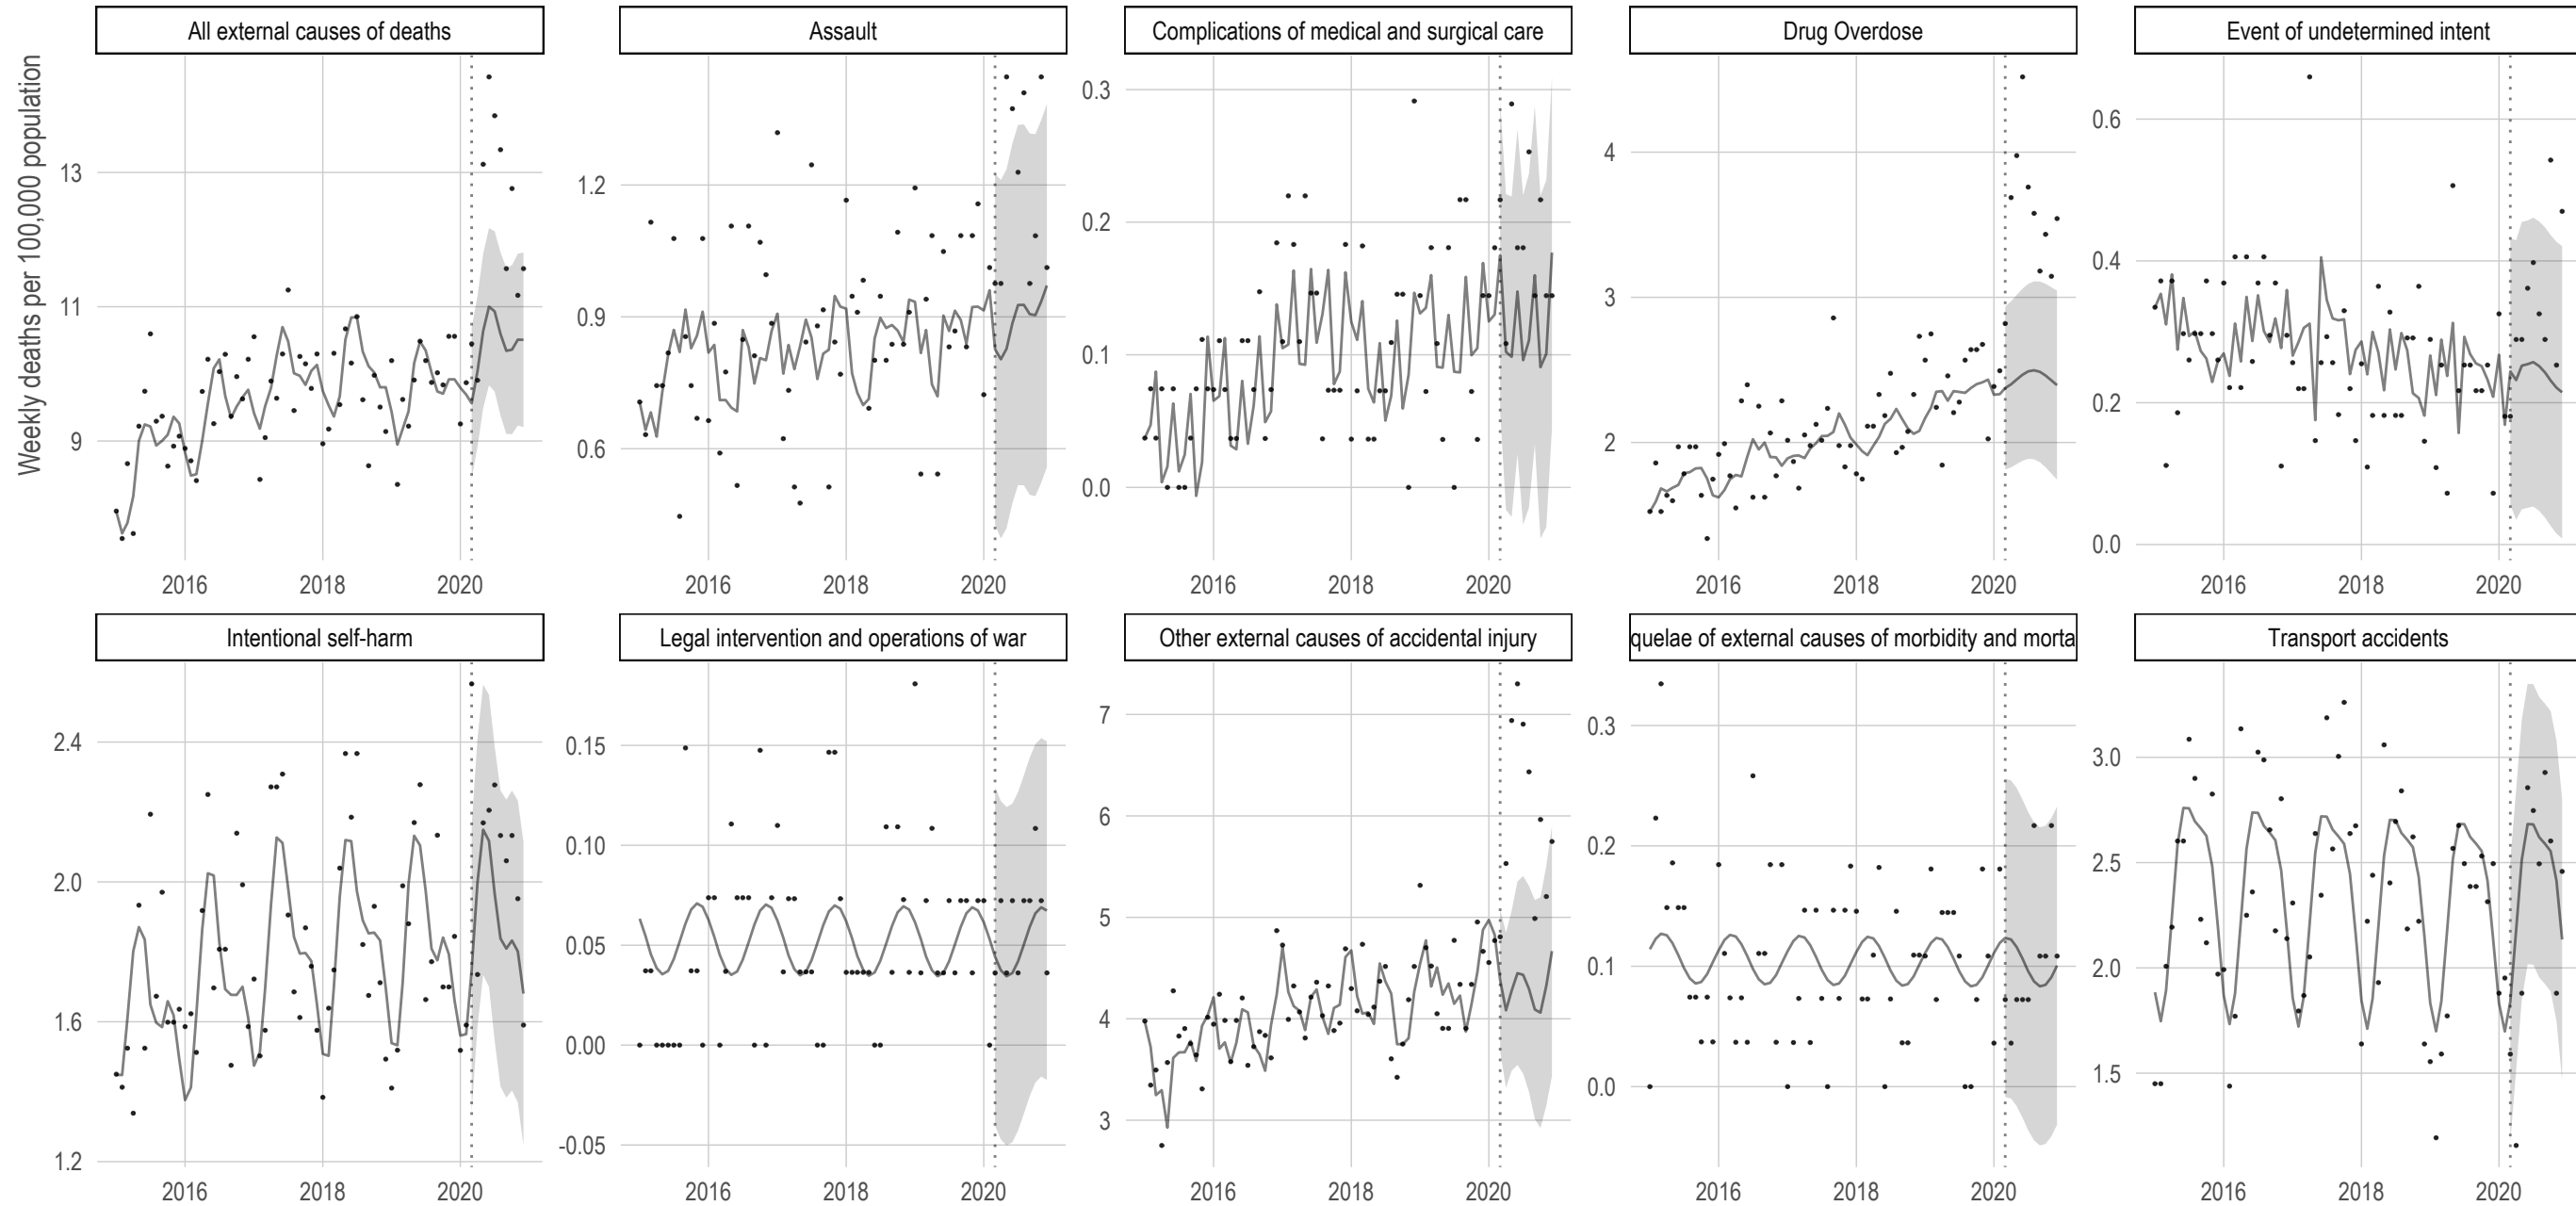 Weekly deaths per 100,000 population
All external causes of deaths
13
11
9
2016 2018 2020
Assault
1.2
0.9
0.6
2016 2018 2020
Complications of medical and surgical care
0.3
0.2
0.1
0.0
2016 2018 2020
Drug Overdose
4
3
2
2016 2018 2020
Event of undetermined intent
0.6
0.4
0.2
0.0
2016 2018 2020
Intentional self-harm
2.4
2.0
1.6
1.2
2016 2018 2020
Legal intervention and operations of war
0.15
0.10
0.05
0.00
-0.05
2016 2018 2020
Other external causes of accidental injury
7
6
5
4
3
2016 2018 2020
quelae of external causes of morbidity and morta
0.3
0.2
0.1
0.0
2016 2018 2020
Transport accidents
3.0
2.5
2.0
1.5
2016 2018 2020